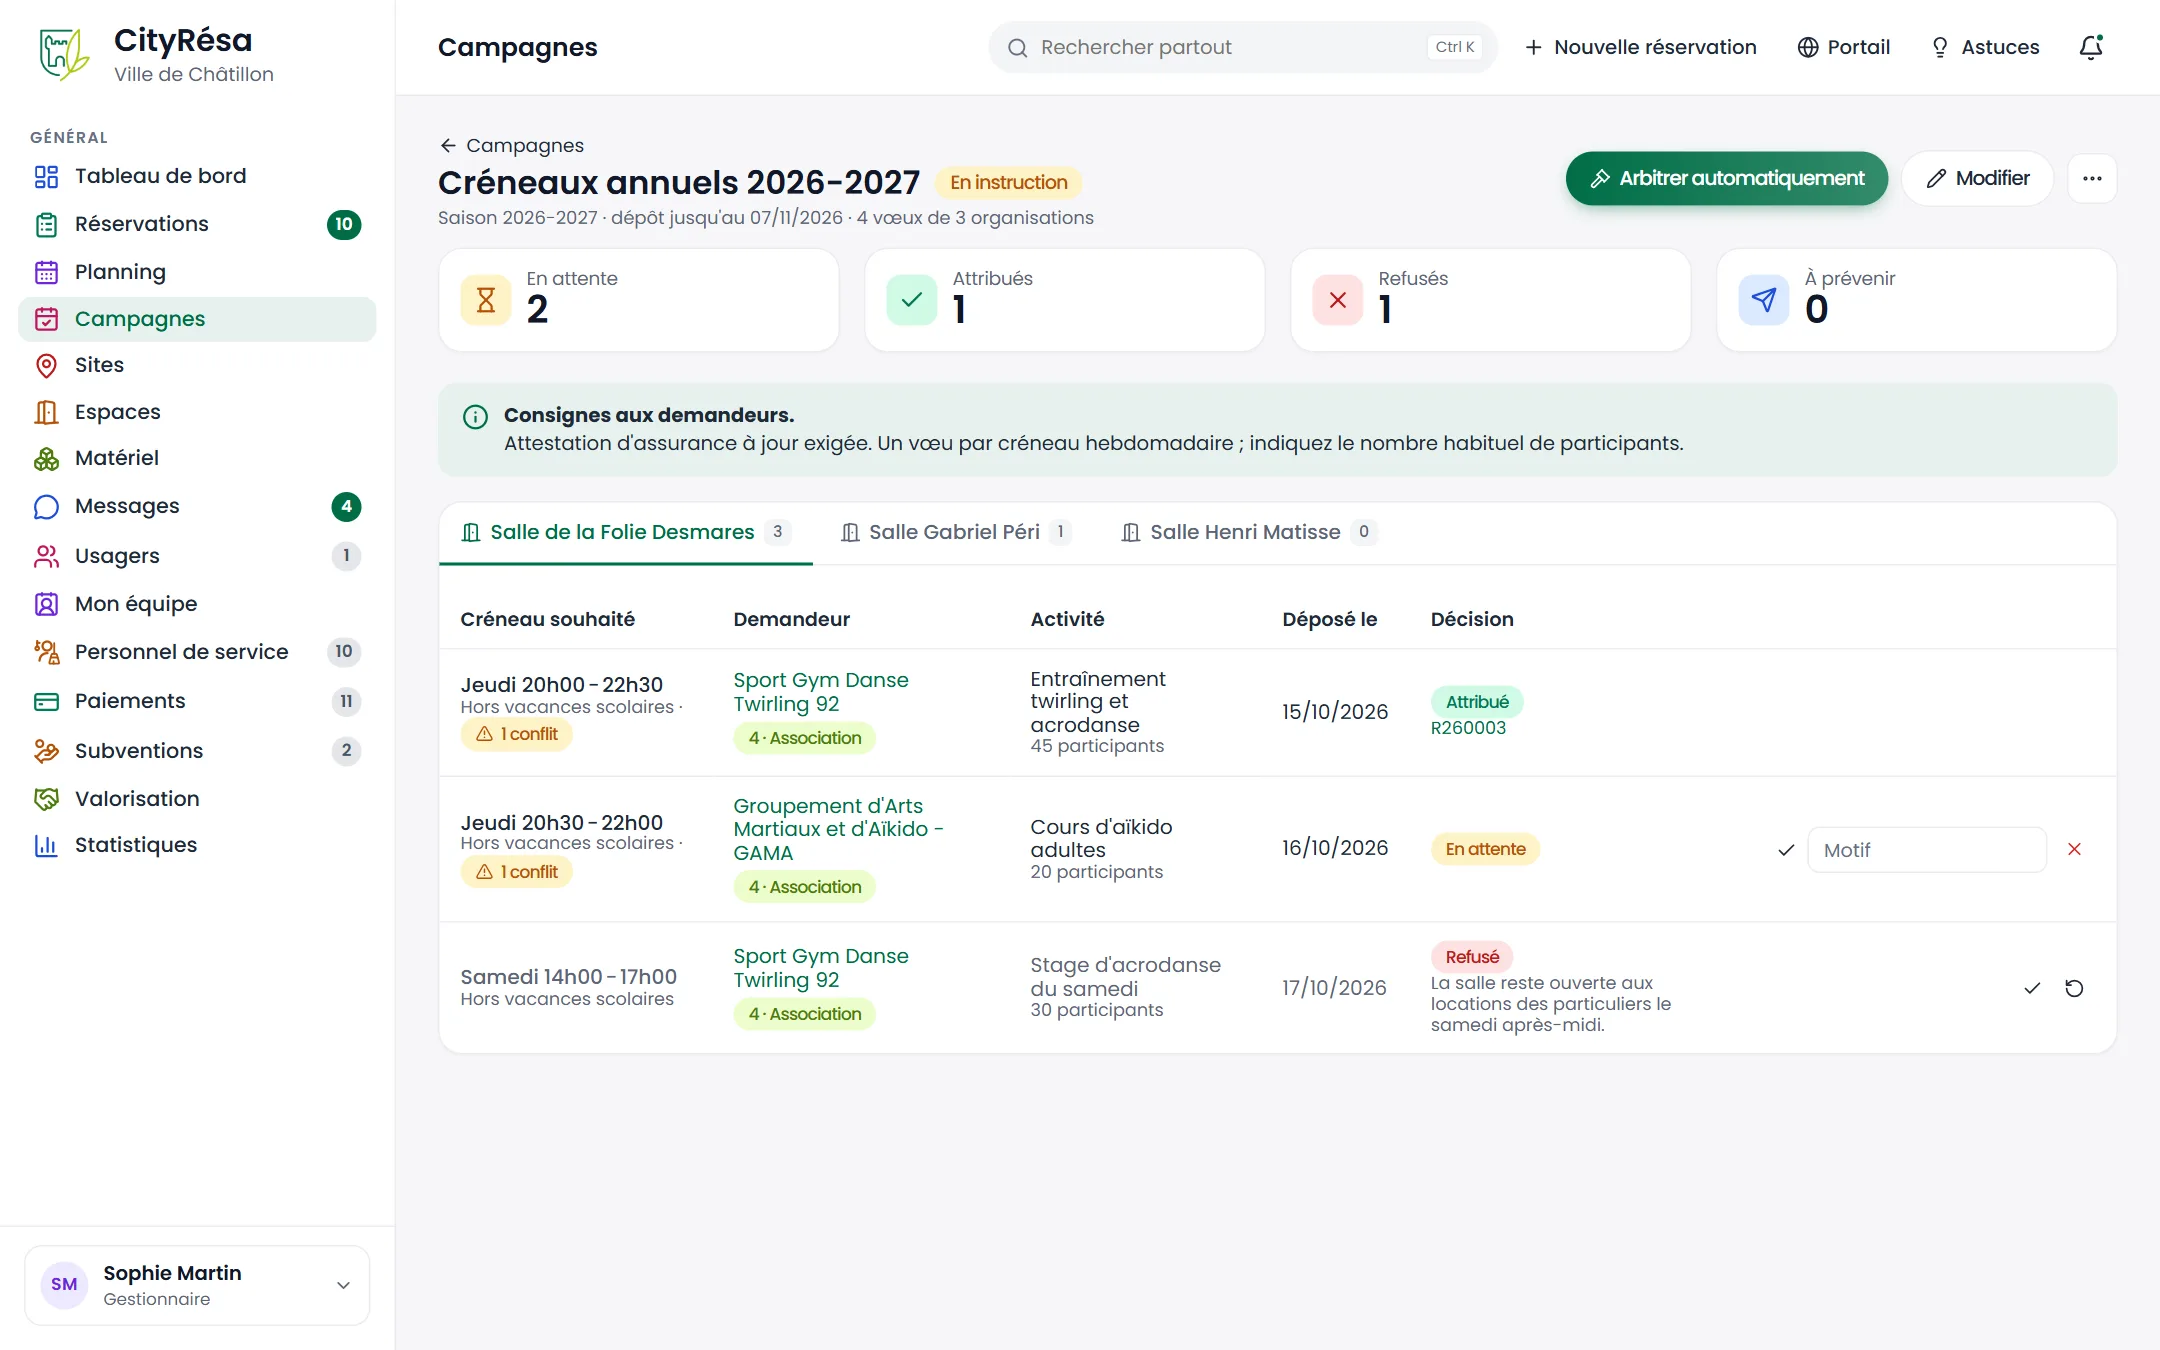 CityRésa
Ville de Châtillon
GÉNÉRAL
Tableau de bord
Réservations 10
Planning
Campagnes
Sites
Espaces
Matériel
Messages 4
Usagers 1
Mon équipe
Personnel de service 10
Paiements 11
Subventions 2
Valorisation
Statistiques
SM
Sophie Martin
Gestionnaire
Campagnes
Rechercher partout Ctrl K
Nouvelle réservation
Portail
Astuces
Campagnes
Créneaux annuels 2026-2027 En instruction
Saison 2026-2027 · dépôt jusqu'au 07/11/2026 · 4 vœux de 3 organisations
Arbitrer automatiquement
Modifier
En attente
2
Attribués
1
Refusés
1
À prévenir
0
Consignes aux demandeurs.
Attestation d'assurance à jour exigée. Un vœu par créneau hebdomadaire ; indiquez le nombre habituel de participants.
Salle de la Folie Desmares 3
Salle Gabriel Péri 1
Salle Henri Matisse 0
Créneau souhaité Demandeur Activité Déposé le Décision
Jeudi 20h00 – 22h30
Hors vacances scolaires ·
1 conflit
Sport Gym Danse
Twirling 92
4 · Association
Entraînement
twirling et
acrodanse
45 participants
15/10/2026
Attribué
R260003
Jeudi 20h30 – 22h00
Hors vacances scolaires ·
1 conflit
Groupement d'Arts
Martiaux et d'Aïkido -
GAMA
4 · Association
Cours d'aïkido
adultes
20 participants
16/10/2026
En attente
Motif
Samedi 14h00 – 17h00
Hors vacances scolaires
Sport Gym Danse
Twirling 92
4 · Association
Stage d'acrodanse
du samedi
30 participants
17/10/2026
Refusé
La salle reste ouverte aux
locations des particuliers le
samedi après-midi.